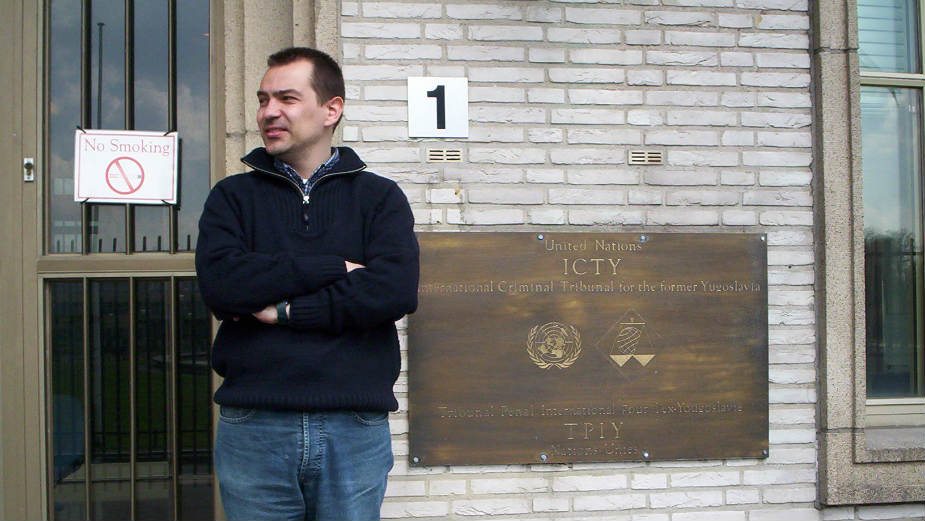 No Smoking
1
United Nations
ICTY
International Criminal Tribunal for the former Yugoslavia
Tribunal Pénal International Pour l'ex-Yougoslavie
TPIY
Nations Unies